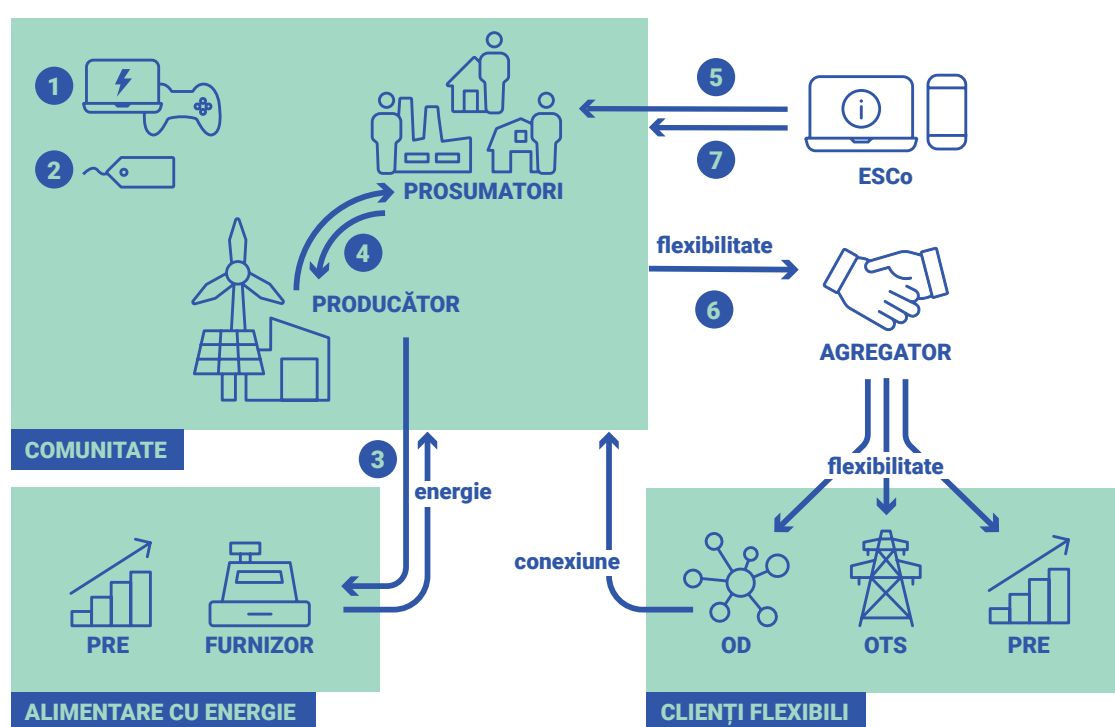 1
2
PROSUMATORI
5
7
i
ESCo
4
PRODUCĂTOR
flexibilitate
6
AGREGATOR
COMUNITATE
3
energie
flexibilitate
conexiune
PRE
FURNIZOR
OD
OTS
PRE
ALIMENTARE CU ENERGIE
CLIENȚI FLEXIBILI